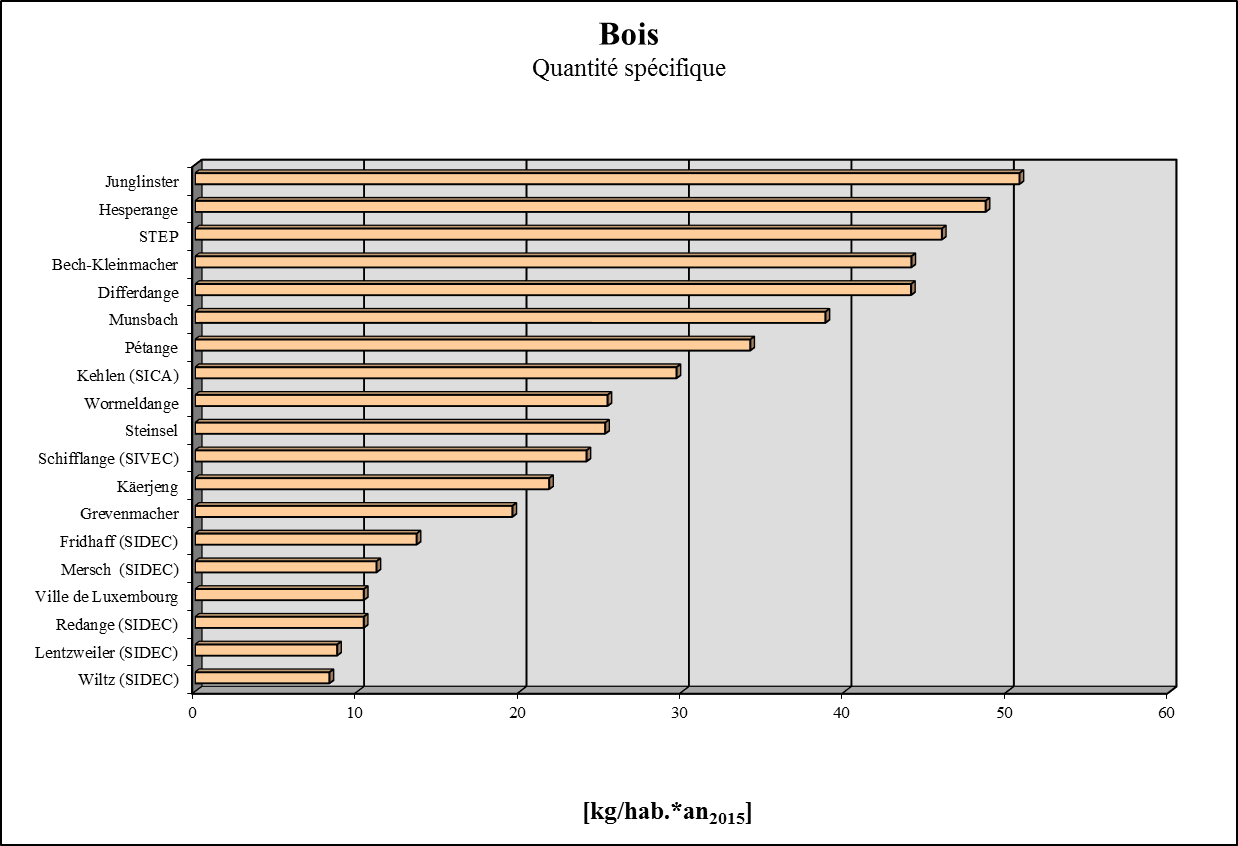 Bois
Quantité spécifique
Junglinster
Hesperange
STEP
Bech-Kleinmacher
Differdange
Munsbach
Pétange
Kehlen (SICA)
Wormeldange
Steinsel
Schifflange (SIVEC)
Käerjeng
Grevenmacher
Fridhaff (SIDEC)
Mersch  (SIDEC)
Ville de Luxembourg
Redange (SIDEC)
Lentzweiler (SIDEC)
Wiltz (SIDEC)
0 10 20 30 40 50 60
[kg/hab.*an2015]